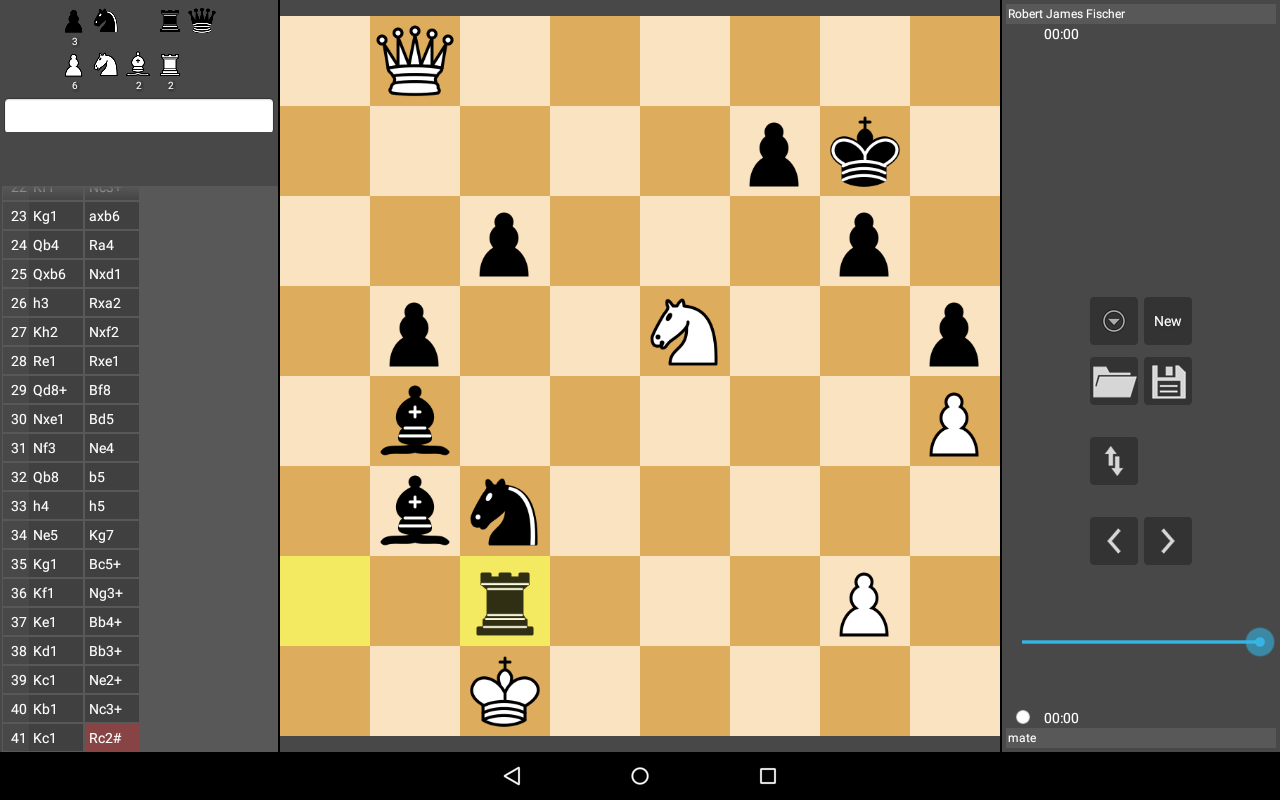 3
6 2 2
23 Kg1 axb6
24 Qb4 Ra4
25 Qxb6 Nxd1
26 h3 Rxa2
27 Kh2 Nxf2
28 Re1 Rxe1
29 Qd8+ Bf8
30 Nxe1 Bd5
31 Nf3 Ne4
32 Qb8 b5
33 h4 h5
34 Ne5 Kg7
35 Kg1 Bc5+
36 Kf1 Ng3+
37 Ke1 Bb4+
38 Kd1 Bb3+
39 Kc1 Ne2+
40 Kb1 Nc3+
41 Kc1 Rc2#
Robert James Fischer
00:00
New
00:00
mate